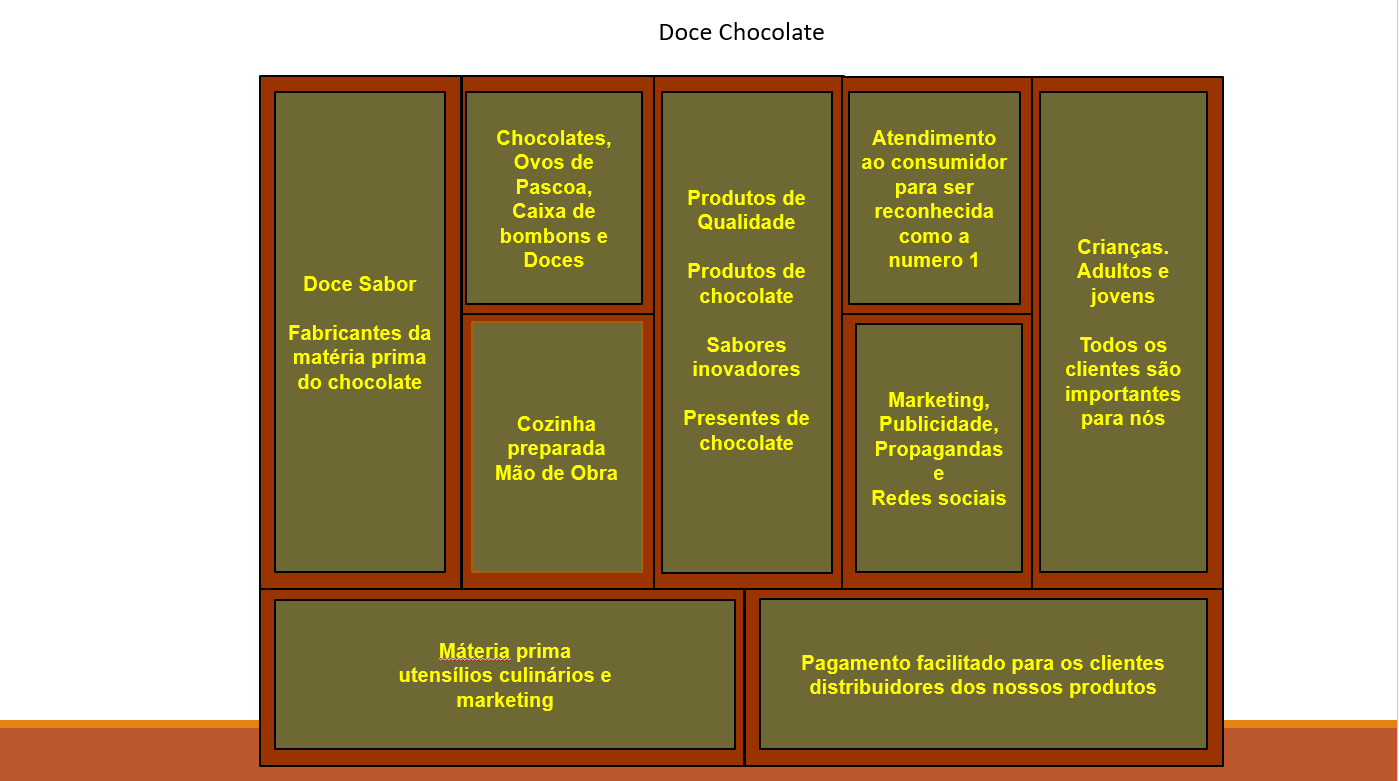 Doce Chocolate
Doce Sabor
Fabricantes da
matéria prima
do chocolate
Chocolates,
Ovos de
Pascoa,
Caixa de
bombons e
Doces
Cozinha
preparada
Mão de Obra
Produtos de
Qualidade
Produtos de
chocolate
Sabores
inovadores
Presentes de
chocolate
Atendimento
ao consumidor
para ser
reconhecida
como a
numero 1
Marketing,
Publicidade,
Propagandas
e
Redes sociais
Crianças.
Adultos e
jovens
Todos os
clientes são
importantes
para nós
Máteria prima
utensílios culinários e
marketing
Pagamento facilitado para os clientes
distribuidores dos nossos produtos